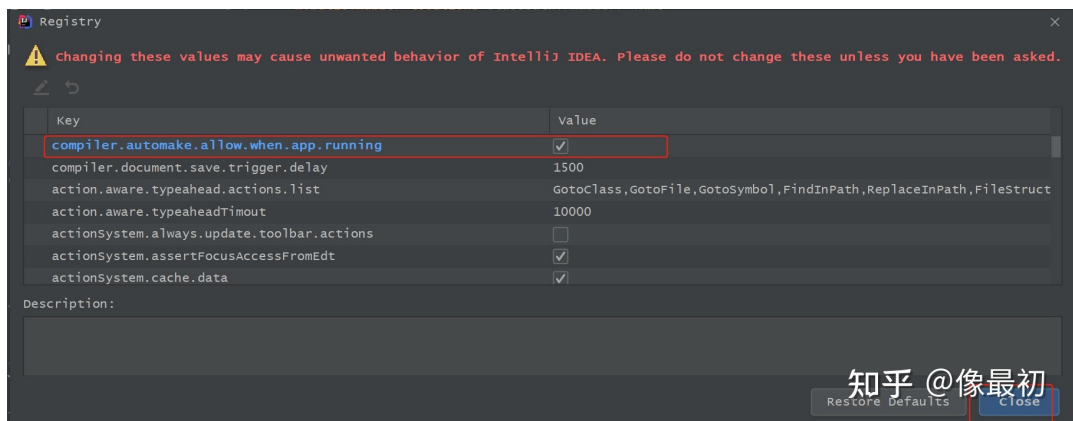 Registry
Changing these values may cause unwanted behavior of IntelliJ IDEA. Please do not change these unless you have been asked.
Key Value
compiler.automake.allow.when.app.running
compiler.document.save.trigger.delay 1500
action.aware.typeahead.actions.list GotoClass,GotoFile,GotoSymbol,FindInPath,ReplaceInPath,FileStruct
action.aware.typeaheadTimout 10000
actionSystem.always.update.toolbar.actions
actionSystem.assertFocusAccessFromEdt
actionSystem.cache.data
Description:
知乎 @像最初
Restore Defaults Close